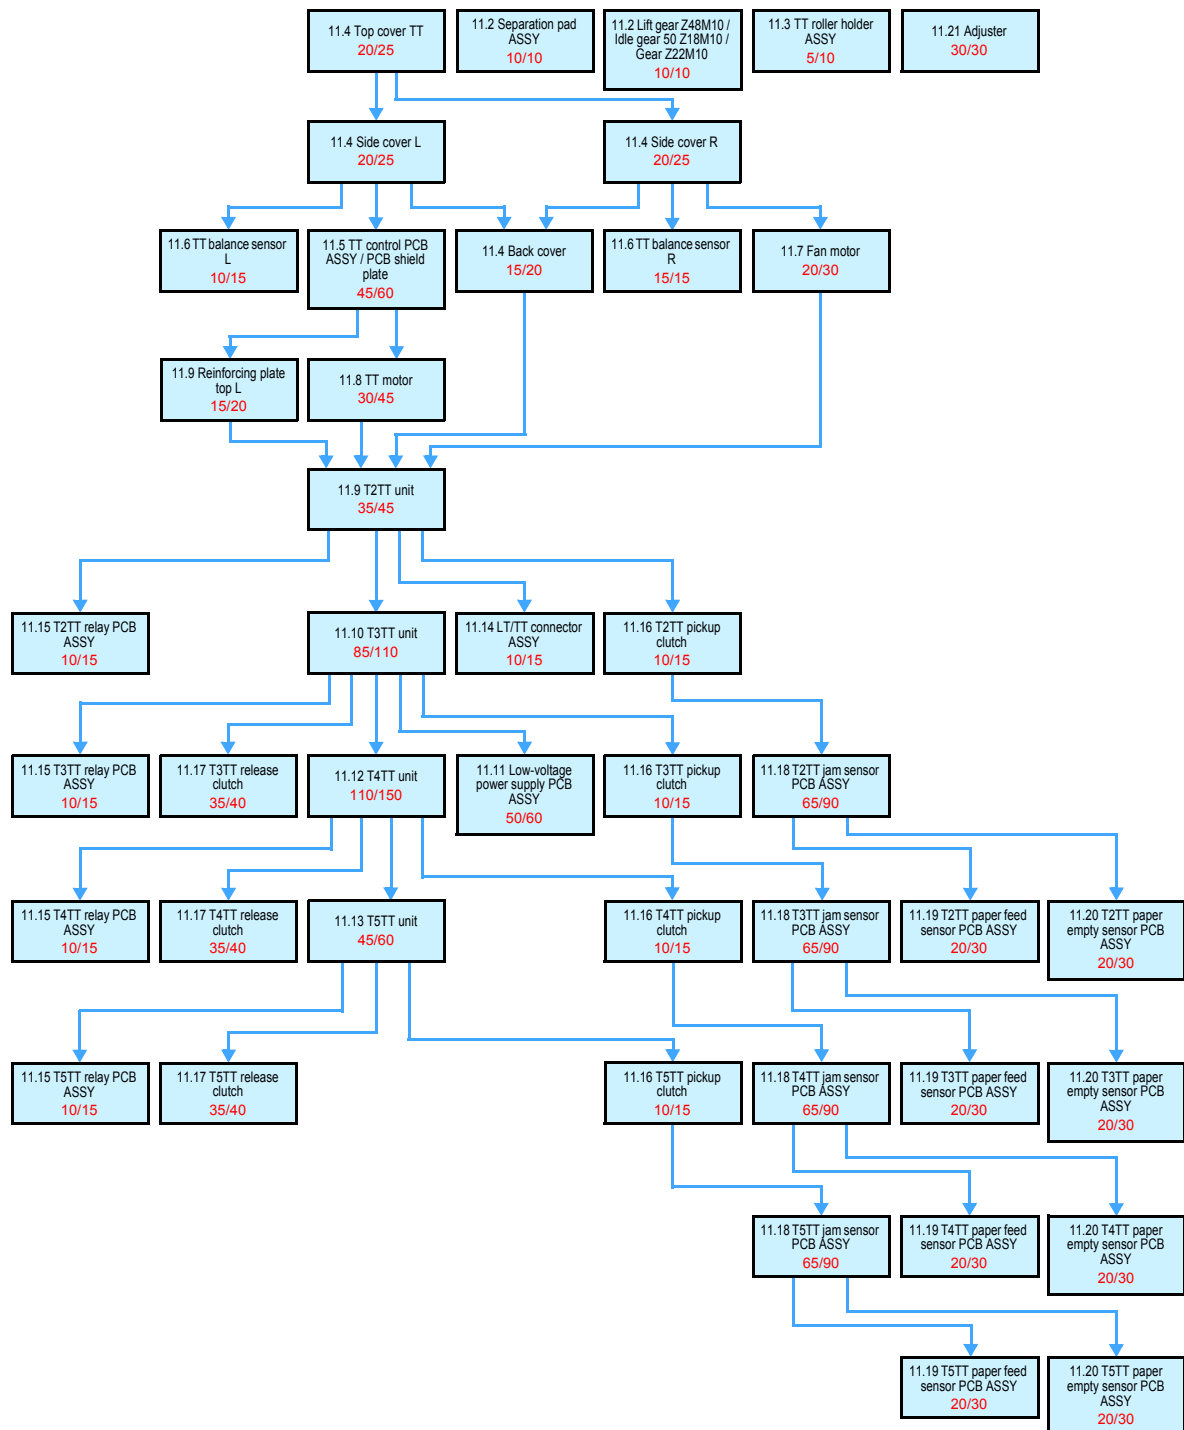 11.4 Top cover TT
20/25
11.2 Separation pad
ASSY
10/10
11.2 Lift gear Z48M10 /
Idle gear 50 Z18M10 /
Gear Z22M10
10/10
11.3 TT roller holder
ASSY
5/10
11.21 Adjuster
30/30
11.4 Side cover L
20/25
11.4 Side cover R
20/25
11.6 TT balance sensor
L
10/15
11.5 TT control PCB
ASSY / PCB shield
plate
45/60
11.4 Back cover
15/20
11.6 TT balance sensor
R
15/15
11.7 Fan motor
20/30
11.9 Reinforcing plate
top L
15/20
11.8 TT motor
30/45
11.9 T2TT unit
35/45
11.15 T2TT relay PCB
ASSY
10/15
11.10 T3TT unit
85/110
11.14 LT/TT connector
ASSY
10/15
11.16 T2TT pickup
clutch
10/15
11.15 T3TT relay PCB
ASSY
10/15
11.17 T3TT release
clutch
35/40
11.12 T4TT unit
110/150
11.11 Low-voltage
power supply PCB
ASSY
50/60
11.16 T3TT pickup
clutch
10/15
11.18 T2TT jam sensor
PCB ASSY
65/90
11.15 T4TT relay PCB
ASSY
10/15
11.17 T4TT release
clutch
35/40
11.13 T5TT unit
45/60
11.16 T4TT pickup
clutch
10/15
11.18 T3TT jam sensor
PCB ASSY
65/90
11.19 T2TT paper feed
sensor PCB ASSY
20/30
11.20 T2TT paper
empty sensor PCB
ASSY
20/30
11.15 T5TT relay PCB
ASSY
10/15
11.17 T5TT release
clutch
35/40
11.16 T5TT pickup
clutch
10/15
11.18 T4TT jam sensor
PCB ASSY
65/90
11.19 T3TT paper feed
sensor PCB ASSY
20/30
11.20 T3TT paper
empty sensor PCB
ASSY
20/30
11.18 T5TT jam sensor
PCB ASSY
65/90
11.19 T4TT paper feed
sensor PCB ASSY
20/30
11.20 T4TT paper
empty sensor PCB
ASSY
20/30
11.19 T5TT paper feed
sensor PCB ASSY
20/30
11.20 T5TT paper
empty sensor PCB
ASSY
20/30